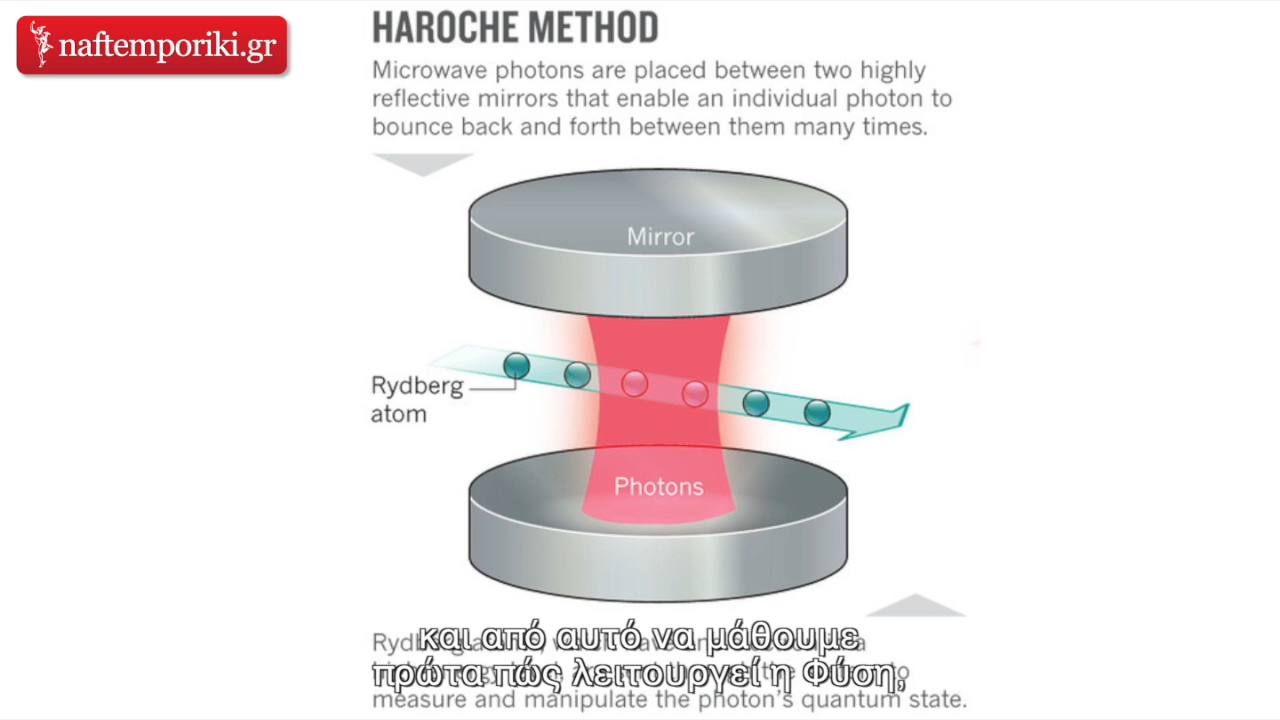 naftemporiki.gr
HAROCHE METHOD
Microwave photons are placed between two highly
reflective mirrors that enable an individual photon to
bounce back and forth between them many times.
Mirror
Rydberg
atom
Photons
και από αυτό να μάθουμε
πρώτα πώς λειτουργεί η Φύση,
measure and manipulate the photon's quantum state.